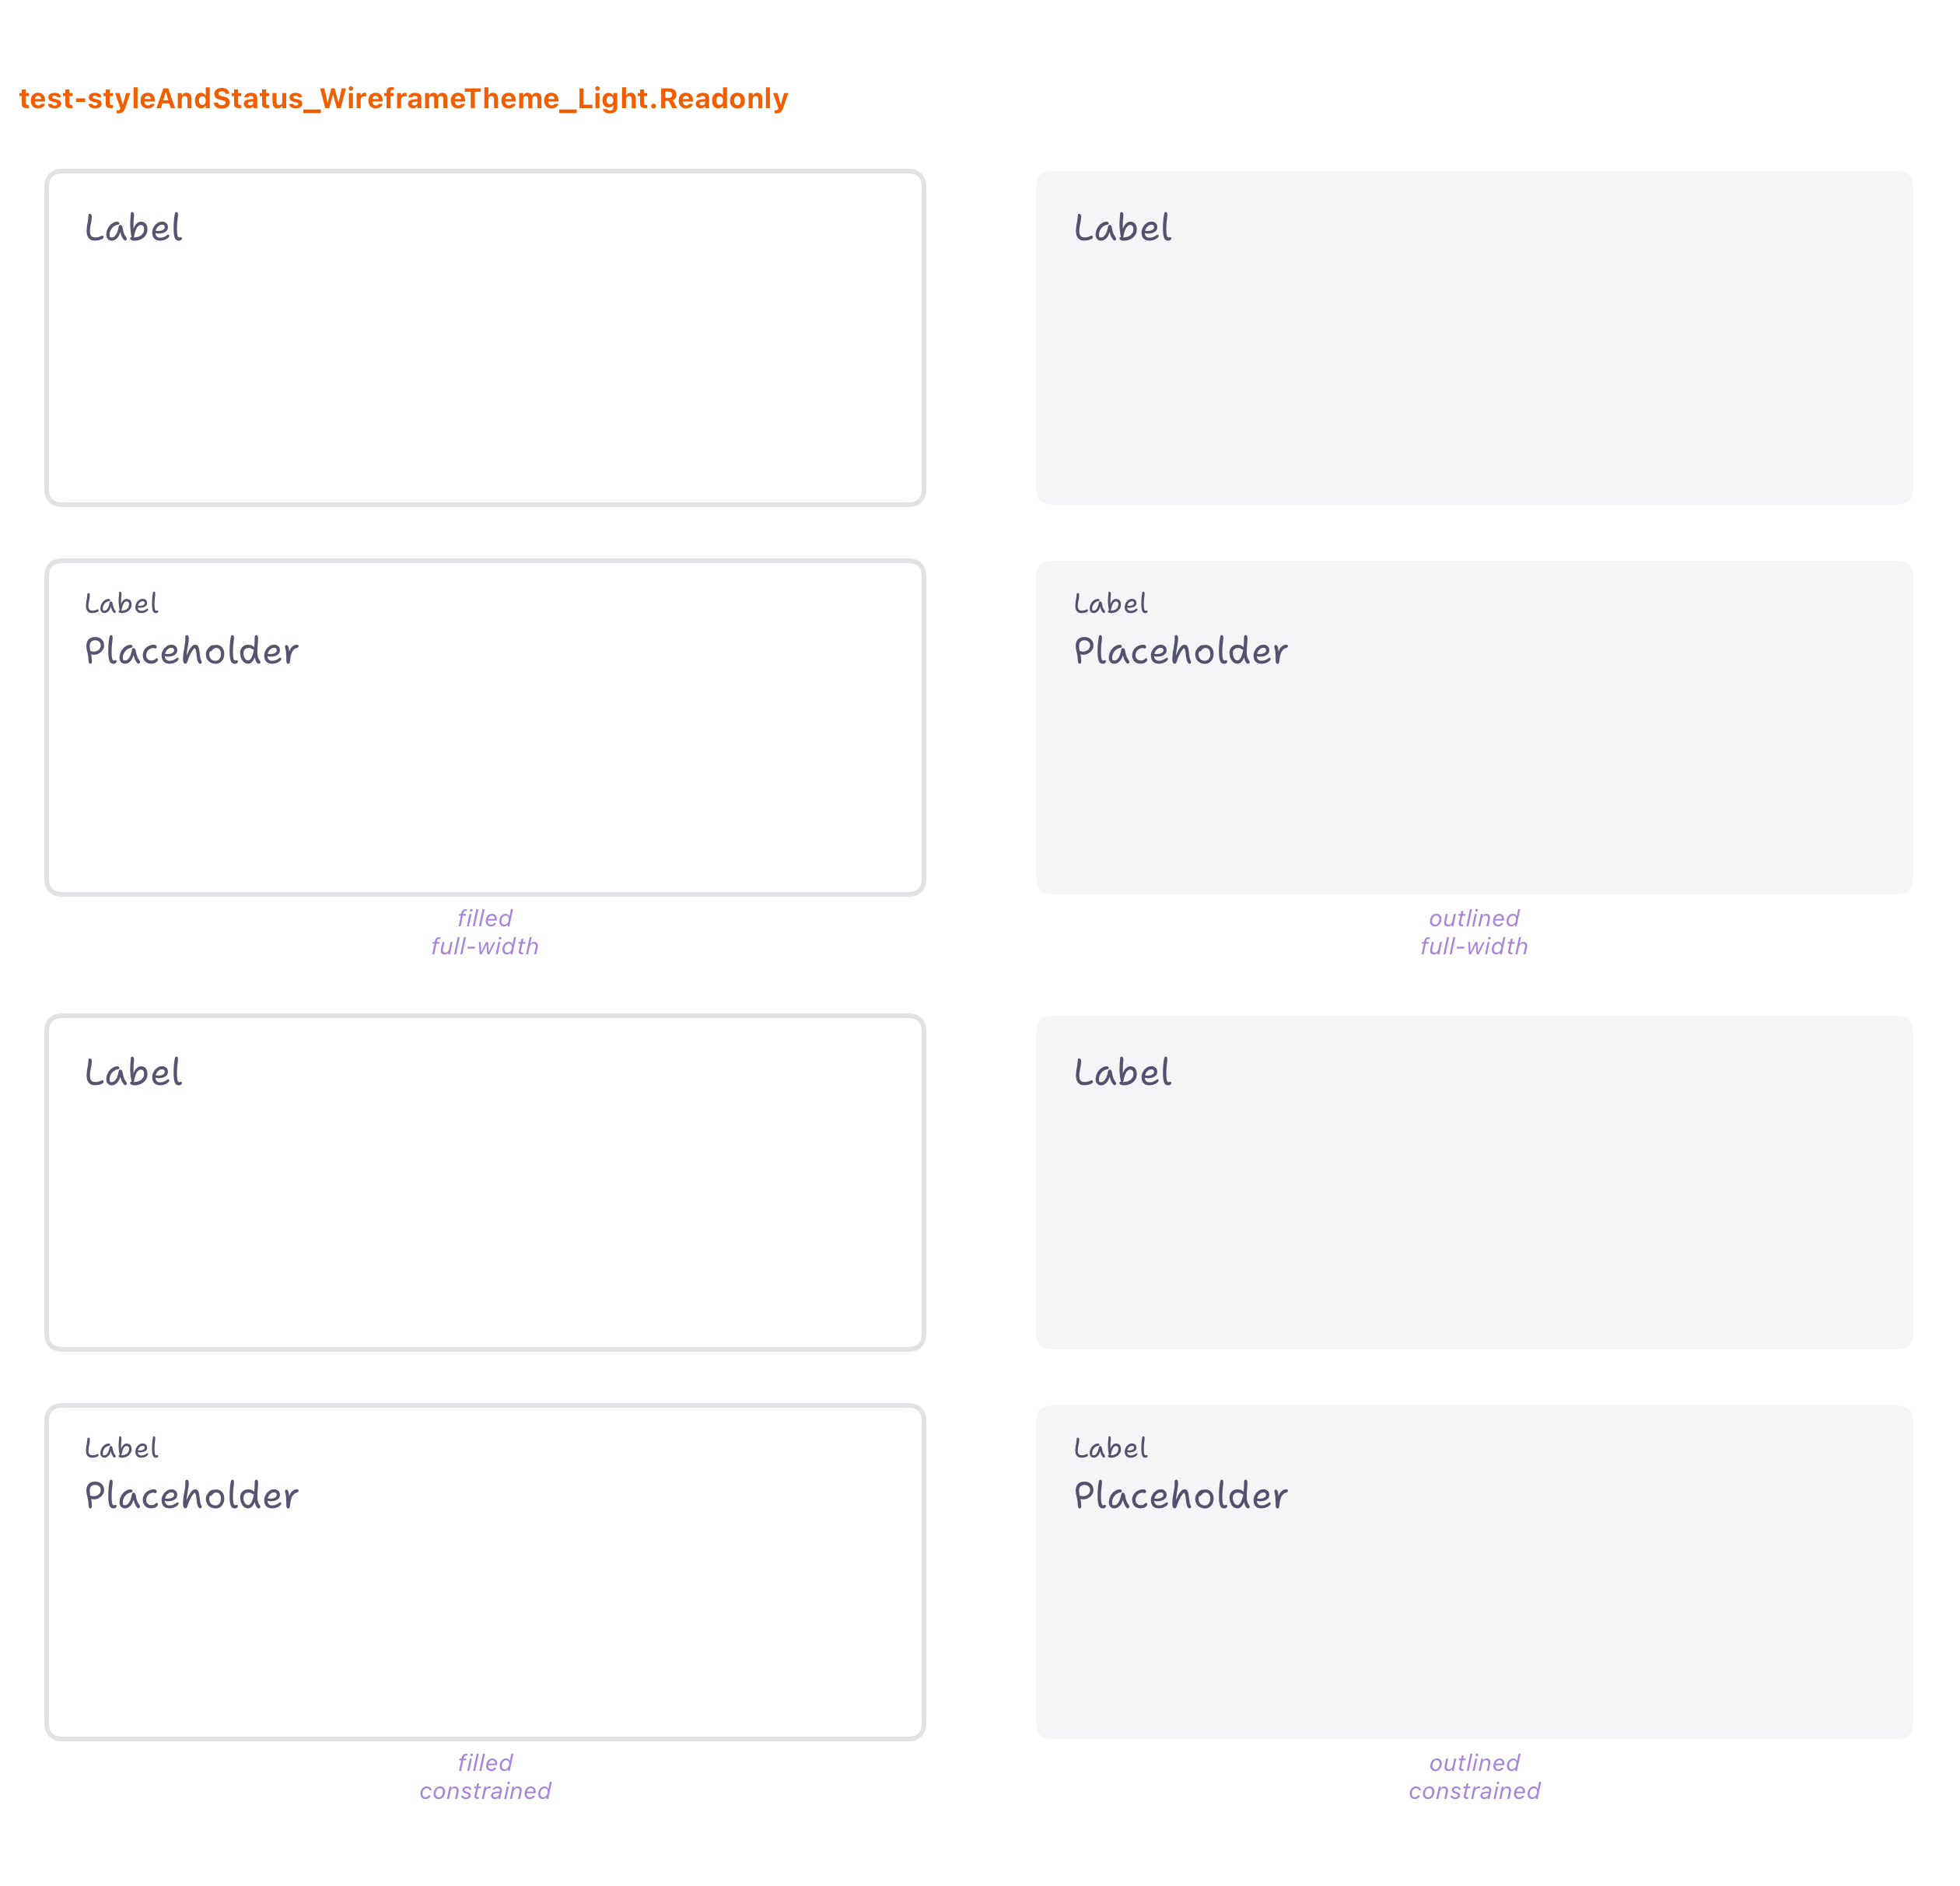 test-styleAndStatus_WireframeTheme_Light.Readonly
Label
Label
Label
Placeholder
Label
Placeholder
filled
full-width
outlined
full-width
Label
Label
Label
Placeholder
Label
Placeholder
filled
constrained
outlined
constrained